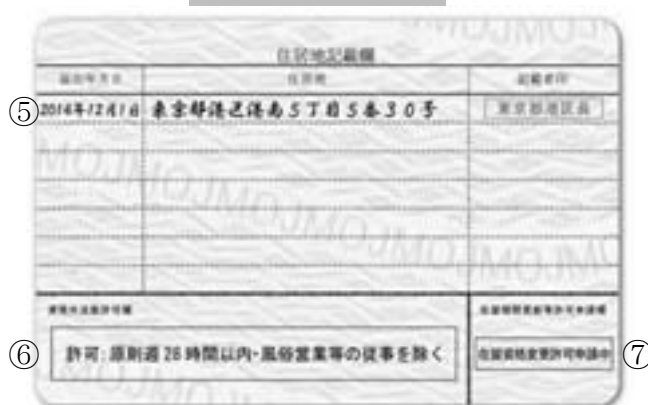 住居地記載欄
届出年月日 住居地 記載者印
⑤ 2014年12月1日 東京都港区港南5丁目5番30号 東京都港区長
MOJMOJMOJMOJMOJMOJ
資格外活動許可欄 在留期間更新等許可申請欄
⑥ 許可:原則週28時間以内・風俗営業等の従事を除く 在留資格変更許可申請中 ⑦